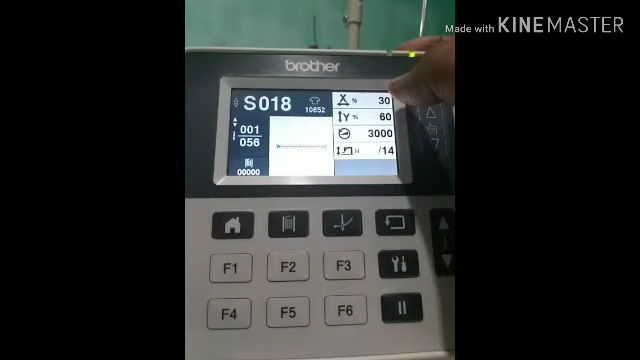 Made with KINEMASTER
brother
S018
10652
X % 30
Y % 60
001
056
3000
H /14
00000
F1 F2 F3
F4 F5 F6